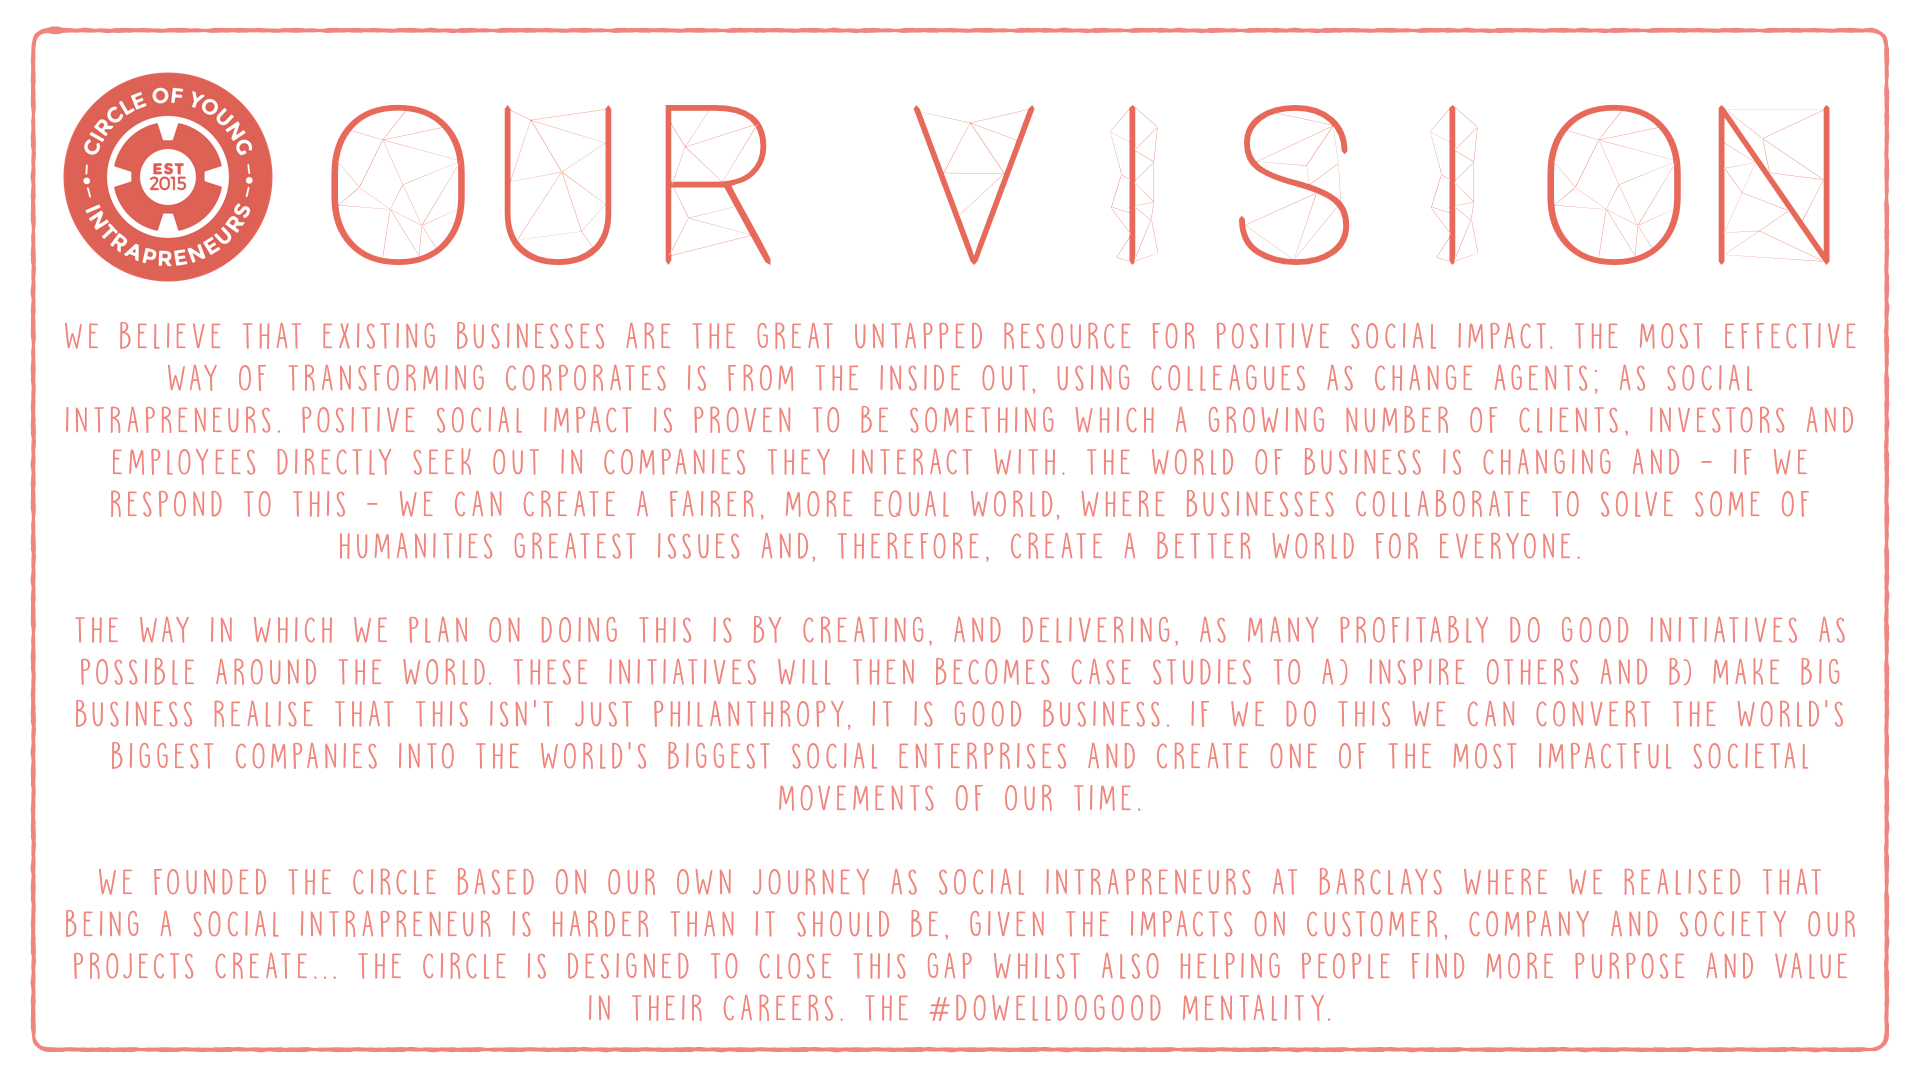 CIRCLE OF YOUNG
INTRAPRENEURS
EST
2015
OUR VISION
WE BELIEVE THAT EXISTING BUSINESSES ARE THE GREAT UNTAPPED RESOURCE FOR POSITIVE SOCIAL IMPACT. THE MOST EFFECTIVE
WAY OF TRANSFORMING CORPORATES IS FROM THE INSIDE OUT, USING COLLEAGUES AS CHANGE AGENTS; AS SOCIAL
INTRAPRENEURS. POSITIVE SOCIAL IMPACT IS PROVEN TO BE SOMETHING WHICH A GROWING NUMBER OF CLIENTS, INVESTORS AND
EMPLOYEES DIRECTLY SEEK OUT IN COMPANIES THEY INTERACT WITH. THE WORLD OF BUSINESS IS CHANGING AND - IF WE
RESPOND TO THIS - WE CAN CREATE A FAIRER, MORE EQUAL WORLD, WHERE BUSINESSES COLLABORATE TO SOLVE SOME OF
HUMANITIES GREATEST ISSUES AND, THEREFORE, CREATE A BETTER WORLD FOR EVERYONE.
THE WAY IN WHICH WE PLAN ON DOING THIS IS BY CREATING, AND DELIVERING, AS MANY PROFITABLY DO GOOD INITIATIVES AS
POSSIBLE AROUND THE WORLD. THESE INITIATIVES WILL THEN BECOMES CASE STUDIES TO A) INSPIRE OTHERS AND B) MAKE BIG
BUSINESS REALISE THAT THIS ISN'T JUST PHILANTHROPY, IT IS GOOD BUSINESS. IF WE DO THIS WE CAN CONVERT THE WORLD'S
BIGGEST COMPANIES INTO THE WORLD'S BIGGEST SOCIAL ENTERPRISES AND CREATE ONE OF THE MOST IMPACTFUL SOCIETAL
MOVEMENTS OF OUR TIME.
WE FOUNDED THE CIRCLE BASED ON OUR OWN JOURNEY AS SOCIAL INTRAPRENEURS AT BARCLAYS WHERE WE REALISED THAT
BEING A SOCIAL INTRAPRENEUR IS HARDER THAN IT SHOULD BE, GIVEN THE IMPACTS ON CUSTOMER, COMPANY AND SOCIETY OUR
PROJECTS CREATE... THE CIRCLE IS DESIGNED TO CLOSE THIS GAP WHILST ALSO HELPING PEOPLE FIND MORE PURPOSE AND VALUE
IN THEIR CAREERS. THE #DOWELLDOGOOD MENTALITY.